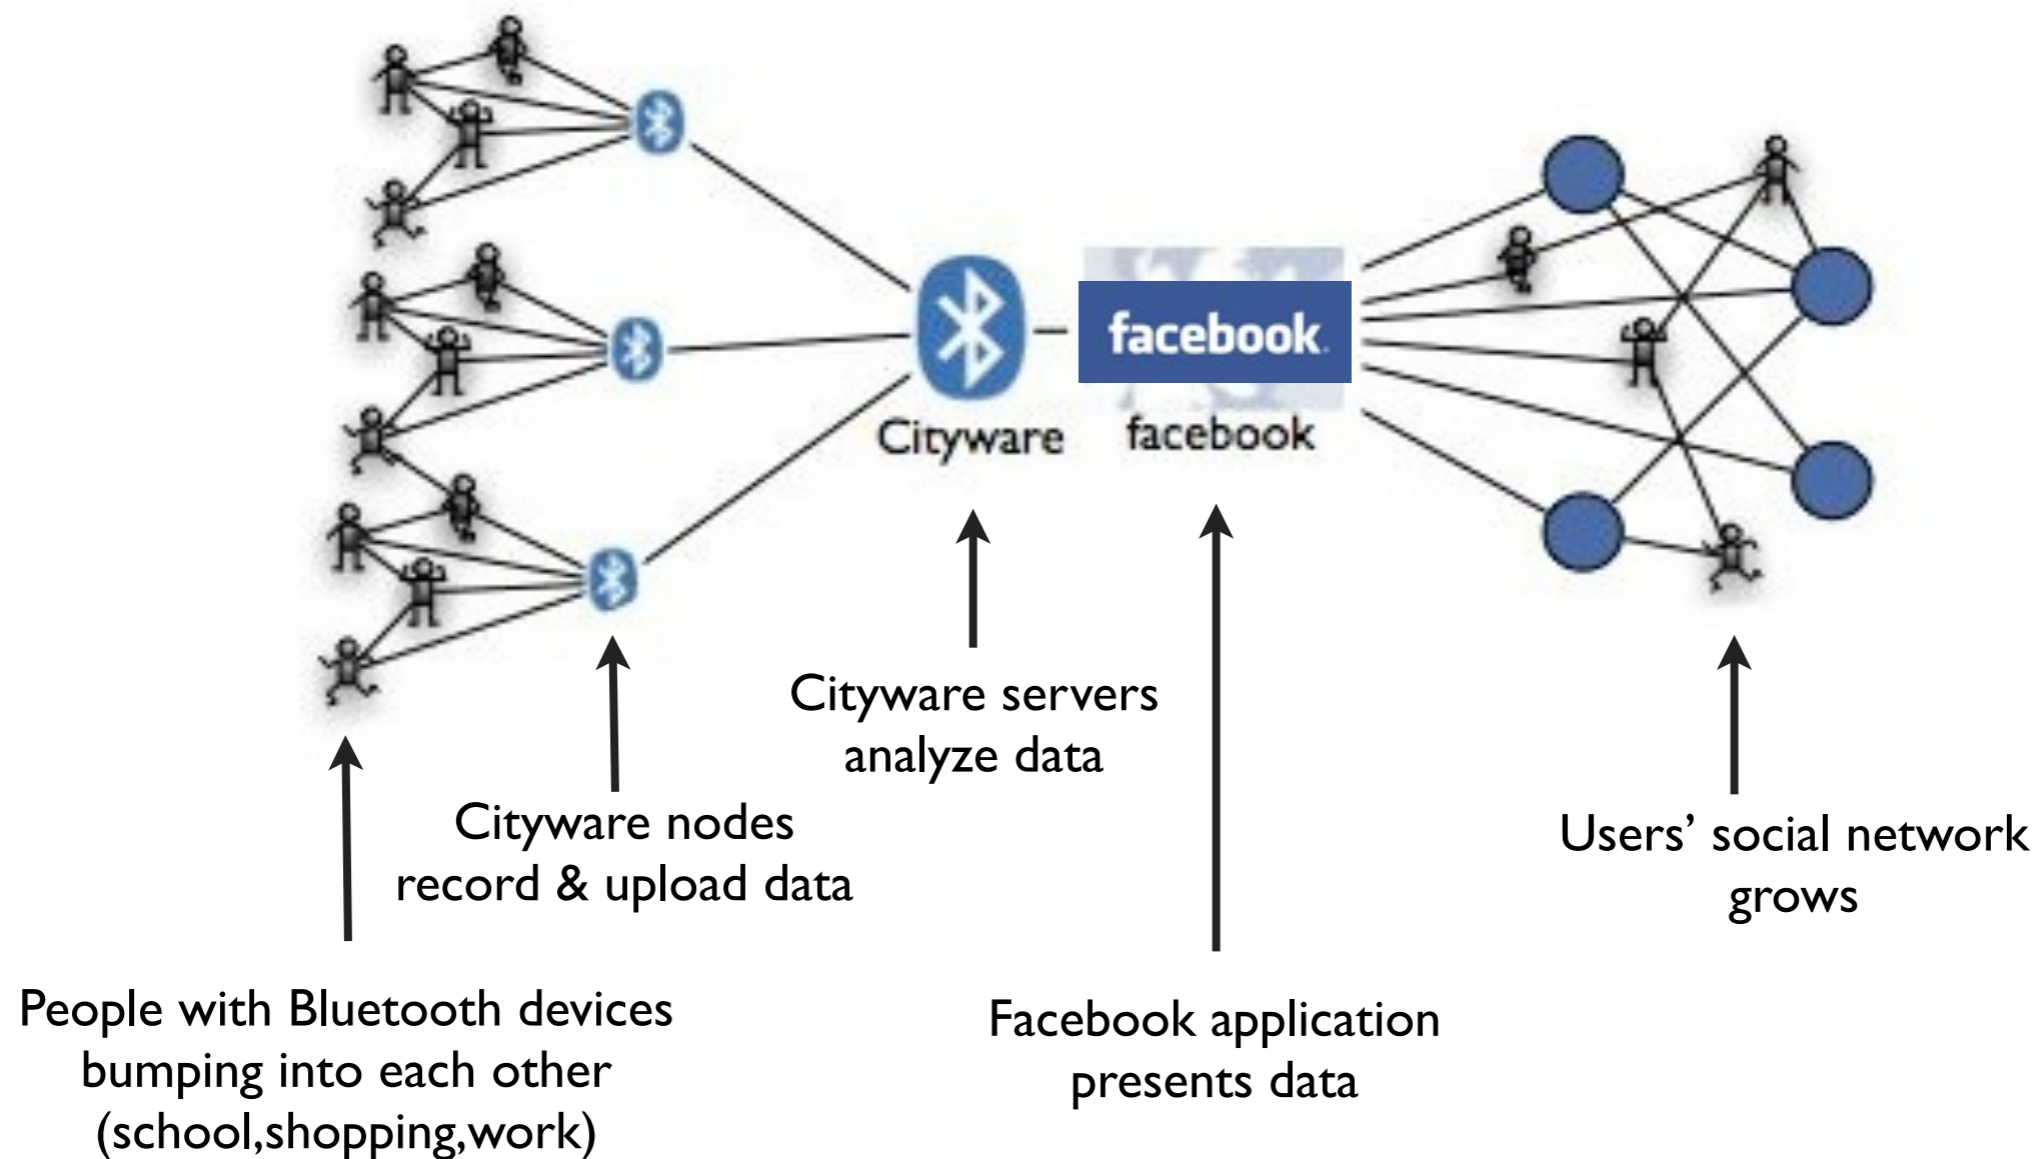 facebook
Cityware
facebook
Cityware servers
analyze data
Cityware nodes
record & upload data
Users’ social network
grows
People with Bluetooth devices
bumping into each other
(school,shopping,work)
Facebook application
presents data